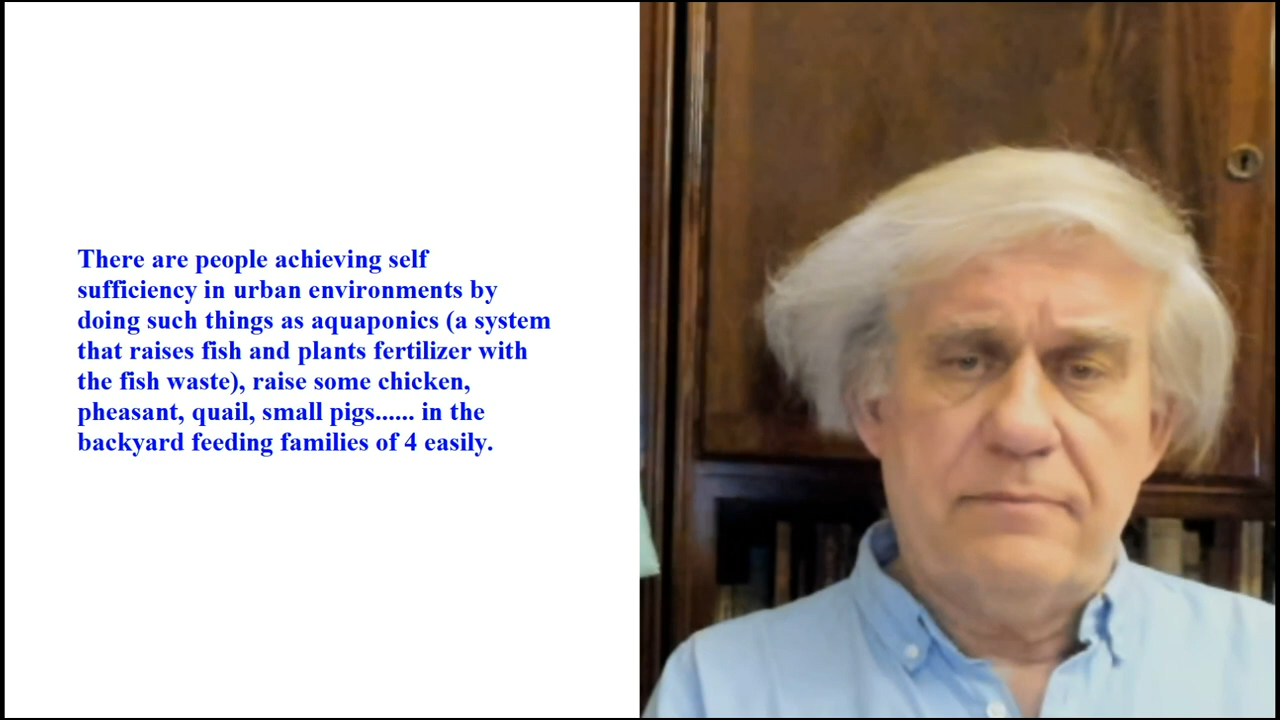 There are people achieving self
sufficiency in urban environments by
doing such things as aquaponics (a system
that raises fish and plants fertilizer with
the fish waste), raise some chicken,
pheasant, quail, small pigs...... in the
backyard feeding families of 4 easily.